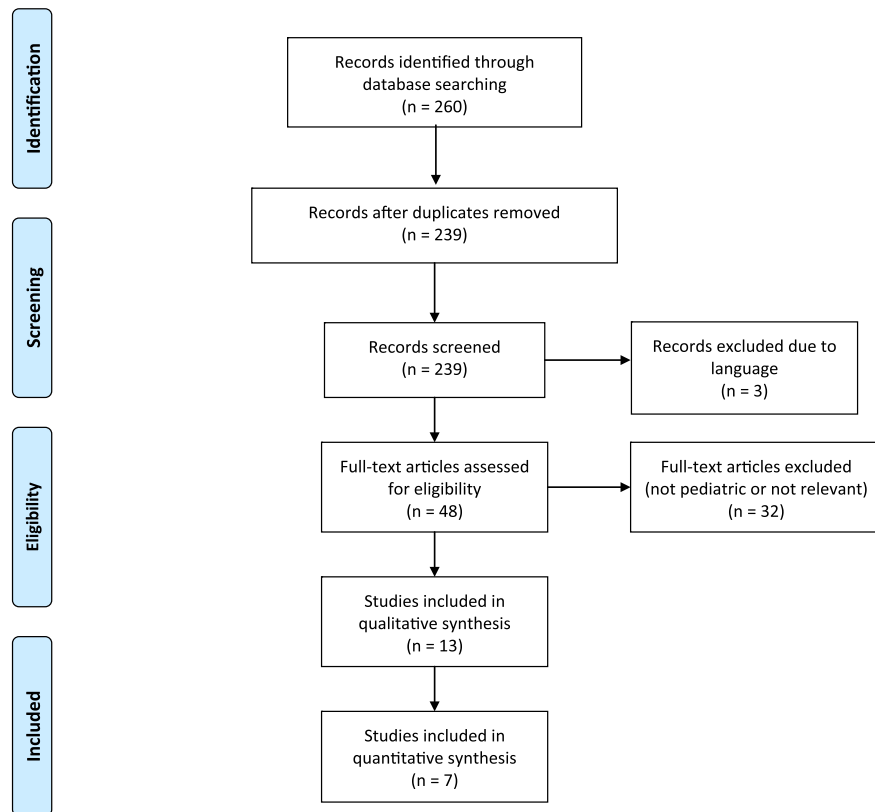 Identification
Records identified through
database searching
(n = 260)
Records after duplicates removed
(n = 239)
Screening
Records screened
(n = 239)
Records excluded due to
language
(n = 3)
Eligibility
Full-text articles assessed
for eligibility
(n = 48)
Full-text articles excluded
(not pediatric or not relevant)
(n = 32)
Studies included in
qualitative synthesis
(n = 13)
Included
Studies included in
quantitative synthesis
(n = 7)